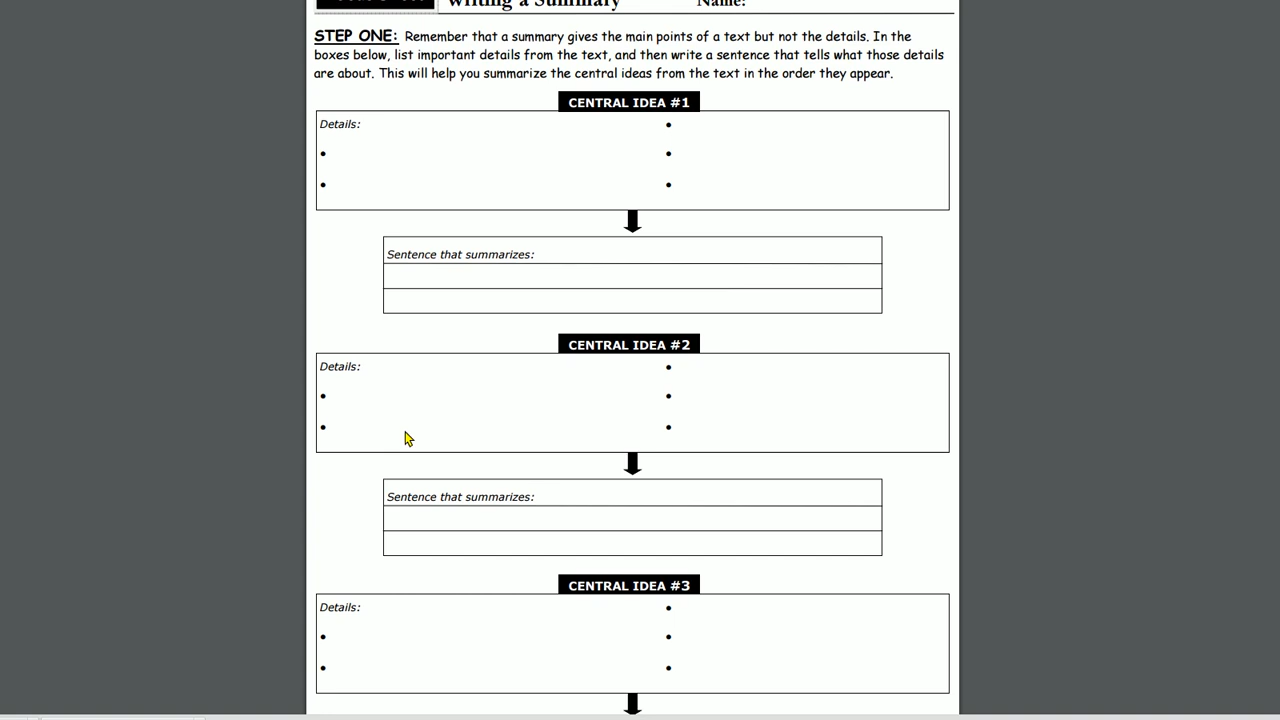 Writing a Summary Name:
STEP ONE: Remember that a summary gives the main points of a text but not the details. In the
boxes below, list important details from the text, and then write a sentence that tells what those details
are about. This will help you summarize the central ideas from the text in the order they appear.
CENTRAL IDEA #1
Details:
Sentence that summarizes:
CENTRAL IDEA #2
Details:
Sentence that summarizes:
CENTRAL IDEA #3
Details: